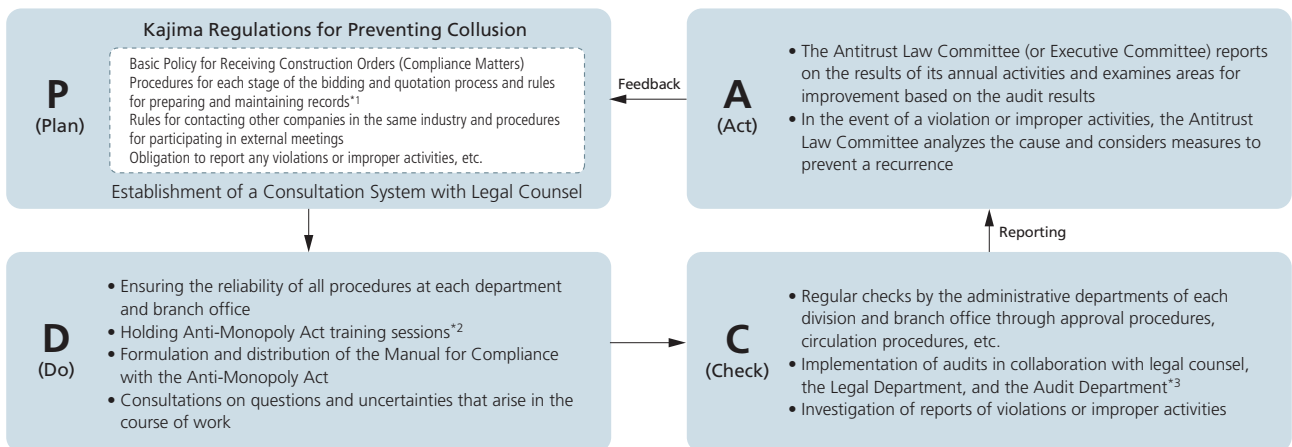 Kajima Regulations for Preventing Collusion
P
(Plan)
Basic Policy for Receiving Construction Orders (Compliance Matters)
Procedures for each stage of the bidding and quotation process and rules
for preparing and maintaining records*1
Rules for contacting other companies in the same industry and procedures
for participating in external meetings
Obligation to report any violations or improper activities, etc.
Establishment of a Consultation System with Legal Counsel
Feedback
A
(Act)
• The Antitrust Law Committee (or Executive Committee) reports
on the results of its annual activities and examines areas for
improvement based on the audit results
• In the event of a violation or improper activities, the Antitrust
Law Committee analyzes the cause and considers measures to
prevent a recurrence
Reporting
D
(Do)
• Ensuring the reliability of all procedures at each department
and branch office
• Holding Anti-Monopoly Act training sessions*2
• Formulation and distribution of the Manual for Compliance
with the Anti-Monopoly Act
• Consultations on questions and uncertainties that arise in the
course of work
C
(Check)
• Regular checks by the administrative departments of each
division and branch office through approval procedures,
circulation procedures, etc.
• Implementation of audits in collaboration with legal counsel,
the Legal Department, and the Audit Department*3
• Investigation of reports of violations or improper activities